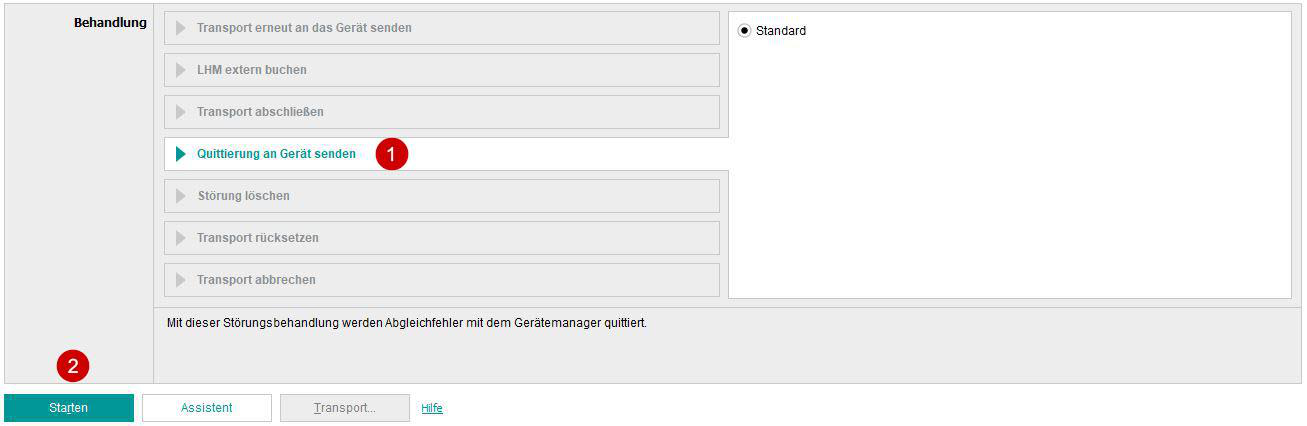 Behandlung
Transport erneut an das Gerät senden
Standard
LHM extern buchen
Transport abschließen
Quittierung an Gerät senden 1
Störung löschen
Transport rücksetzen
Transport abbrechen
Mit dieser Störungsbehandlung werden Abgleichfehler mit dem Gerätemanager quittiert.
2
Starten Assistent Transport... Hilfe